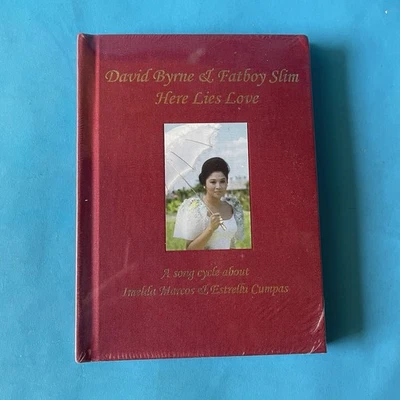 David Byrne & Fatboy Slim
Here Lies Love
A song cycle about
Imelda Marcos & Estrella Cumpas